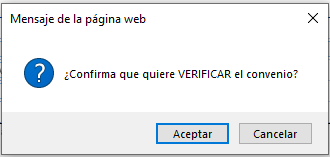 Mensaje de la página web
¿Confirma que quiere VERIFICAR el convenio?
Aceptar
Cancelar